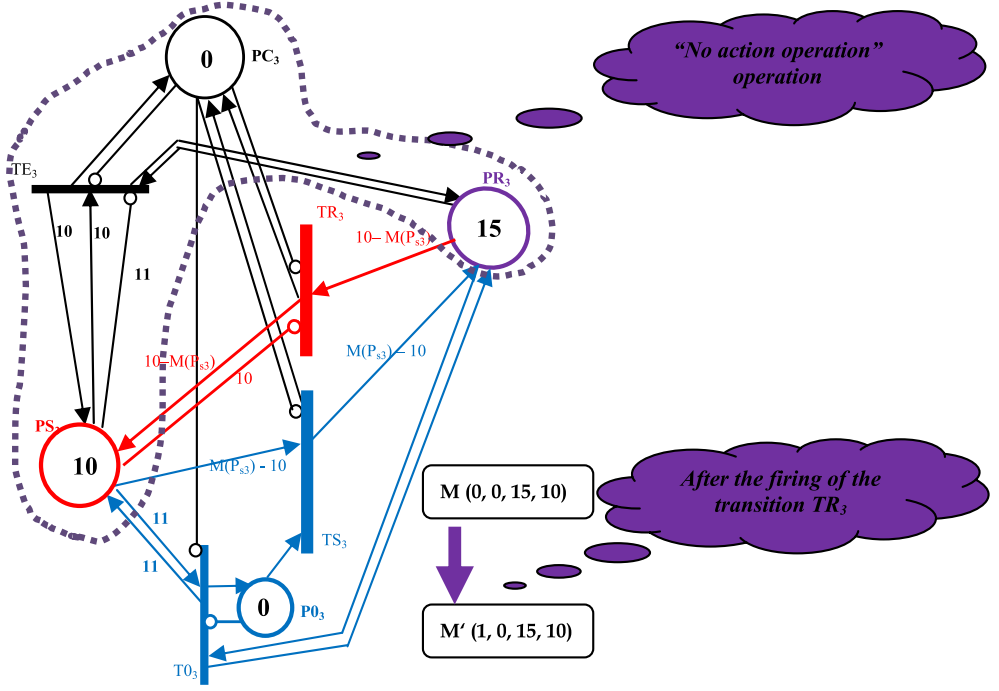 “No action operation”
operation
0
PC₃
TE₃
PR₃
15
TR₃
10– M(Pₛ₃)
10
10
11
10–M(Pₛ₃)
10
M(Pₛ₃) – 10
PS₃
10
M(Pₛ₃) - 10
11
11
TS₃
0
P0₃
T0₃
M (0, 0, 15, 10)
After the firing of the
transition TR₃
M‘ (1, 0, 15, 10)